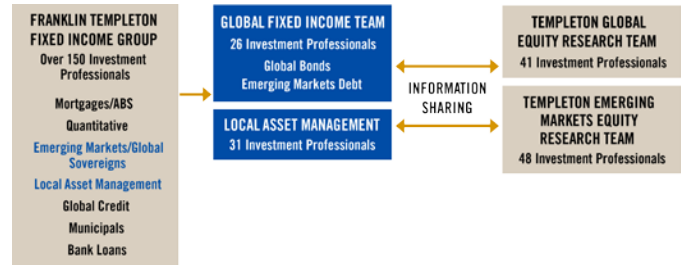 FRANKLIN TEMPLETON
FIXED INCOME GROUP
Over 150 Investment
Professionals
Mortgages/ABS
Quantitative
Emerging Markets/Global
Sovereigns
Local Asset Management
Global Credit
Municipals
Bank Loans
GLOBAL FIXED INCOME TEAM
26 Investment Professionals
Global Bonds
Emerging Markets Debt
LOCAL ASSET MANAGEMENT
31 Investment Professionals
INFORMATION
SHARING
TEMPLETON GLOBAL
EQUITY RESEARCH TEAM
41 Investment Professionals
TEMPLETON EMERGING
MARKETS EQUITY
RESEARCH TEAM
48 Investment Professionals